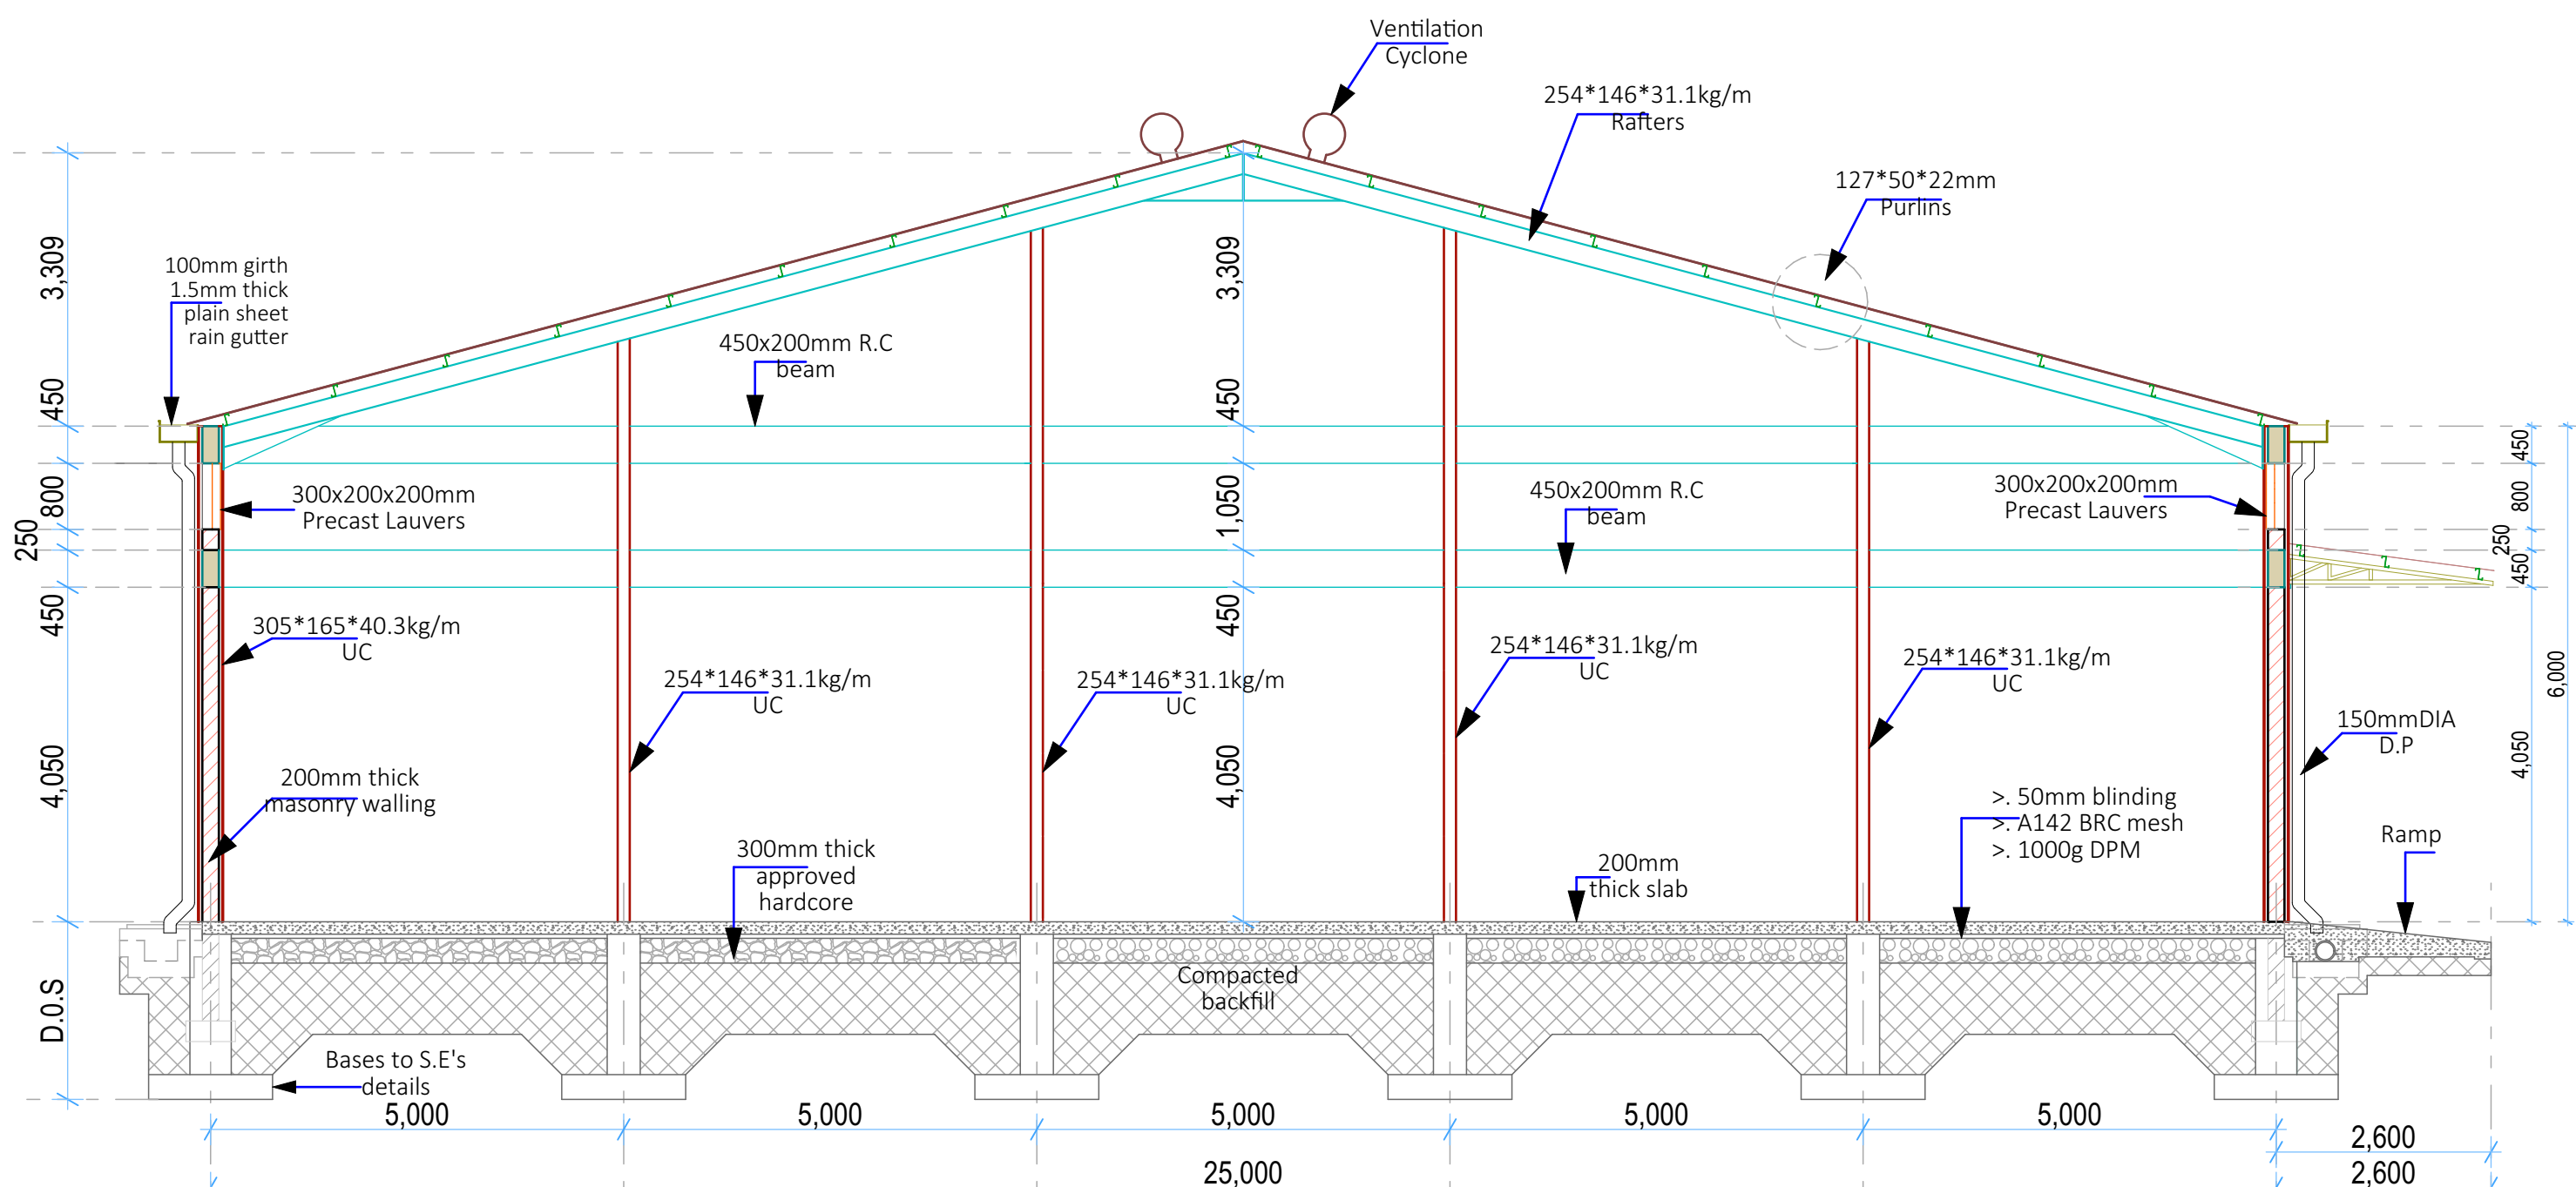 Ventilation
Cyclone
254*146*31.1kg/m
Rafters
127*50*22mm
Purlins
100mm girth
1.5mm thick
plain sheet
rain gutter
450x200mm R.C
beam
300x200x200mm
Precast Lauvers
450x200mm R.C
beam
300x200x200mm
Precast Lauvers
305*165*40.3kg/m
UC
254*146*31.1kg/m
UC
254*146*31.1kg/m
UC
254*146*31.1kg/m
UC
254*146*31.1kg/m
UC
150mmDIA
D.P
200mm thick
masonry walling
300mm thick
approved
hardcore
200mm
thick slab
>. 50mm blinding
>. A142 BRC mesh
>. 1000g DPM
Ramp
Compacted
backfill
Bases to S.E's
details
3,309
450
800
250
450
4,050
D.0.S
3,309
450
1,050
450
4,050
450
800
250
450
4,050
6,000
5,000
5,000
5,000
5,000
5,000
2,600
25,000
2,600